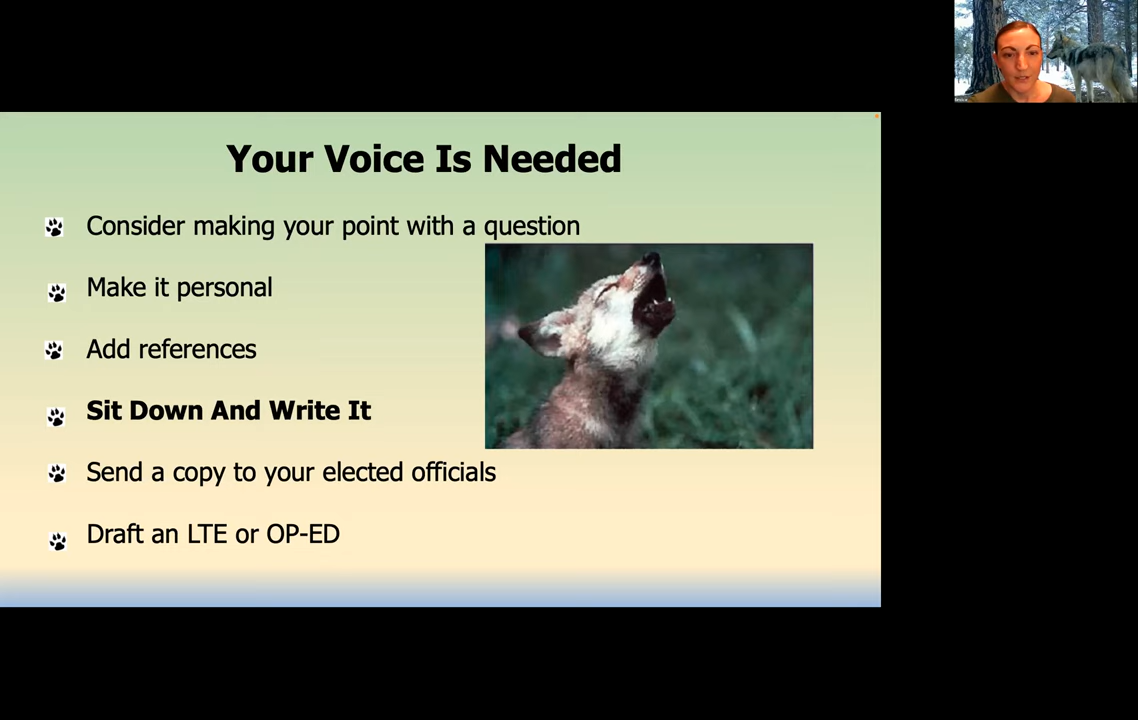 Your Voice Is Needed
Consider making your point with a question
Make it personal
Add references
Sit Down And Write It
Send a copy to your elected officials
Draft an LTE or OP-ED